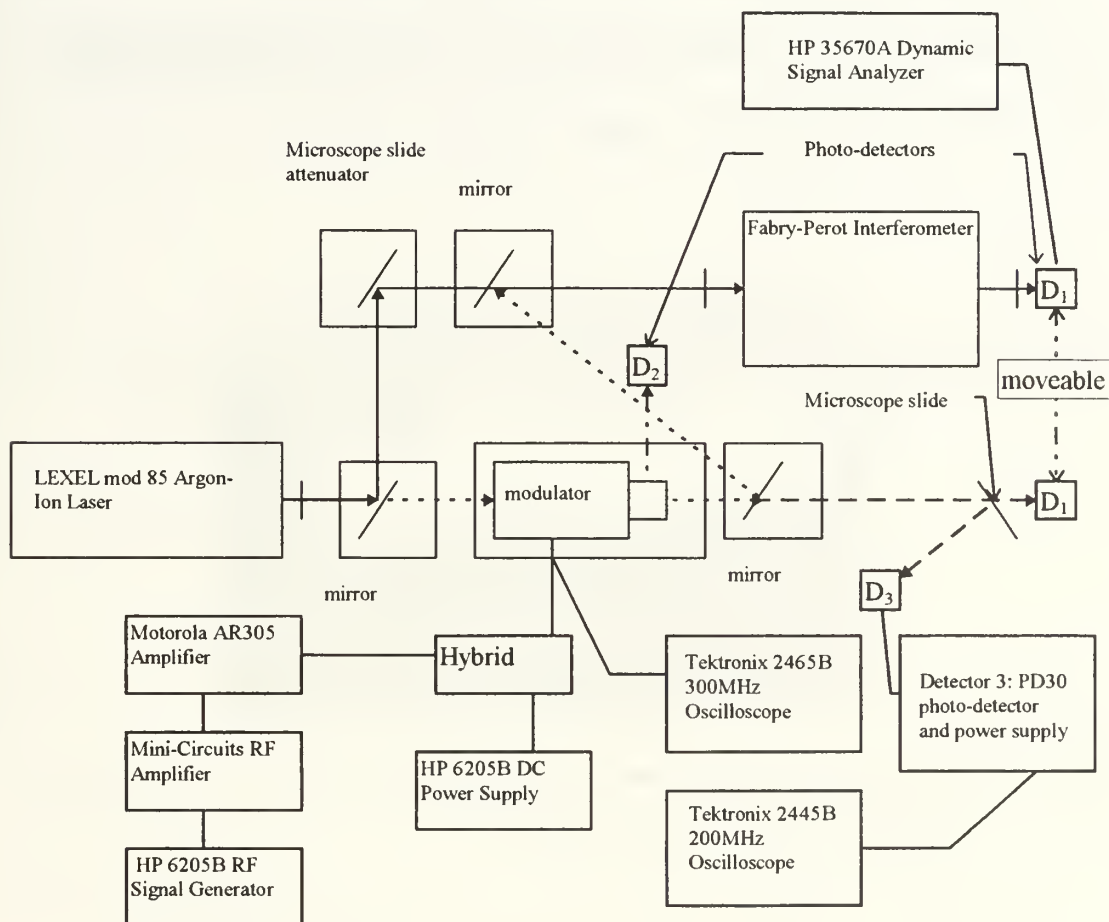 HP 35670A Dynamic
Signal Analyzer
Microscope slide
attenuator
Photo-detectors
mirror
Fabry-Perot Interferometer
D₁
D₂
moveable
Microscope slide
LEXEL mod 85 Argon-
Ion Laser
modulator
D₁
mirror
mirror
D₃
Motorola AR305
Amplifier
Hybrid
Tektronix 2465B
300MHz
Oscilloscope
Detector 3: PD30
photo-detector
and power supply
Mini-Circuits RF
Amplifier
HP 6205B DC
Power Supply
Tektronix 2445B
200MHz
Oscilloscope
HP 6205B RF
Signal Generator